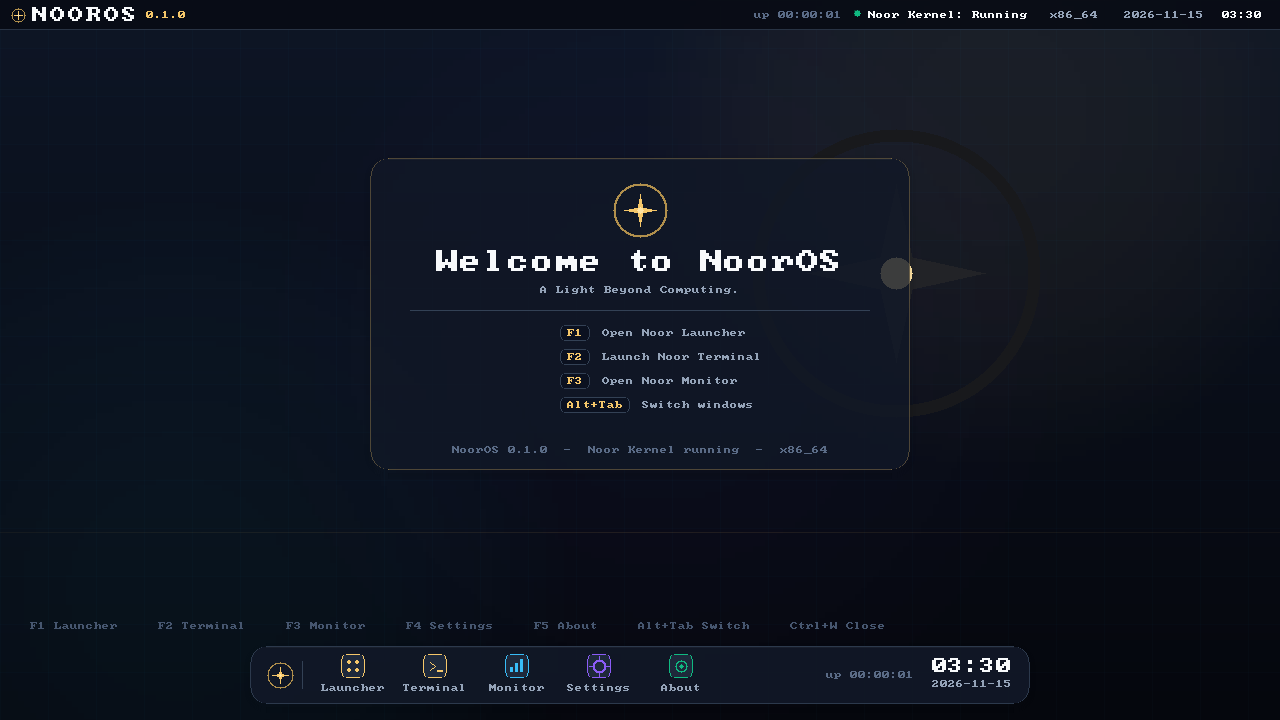 NOOROS 0.1.0 up 00:00:01 Noor Kernel: Running x86_64 2026-11-15 03:30
Welcome to NoorOS
A Light Beyond Computing.
F1 Open Noor Launcher
F2 Launch Noor Terminal
F3 Open Noor Monitor
Alt+Tab Switch windows
NoorOS 0.1.0 - Noor Kernel running - x86_64
F1 Launcher F2 Terminal F3 Monitor F4 Settings F5 About Alt+Tab Switch Ctrl+W Close
Launcher Terminal Monitor Settings About
up 00:00:01
03:30
2026-11-15